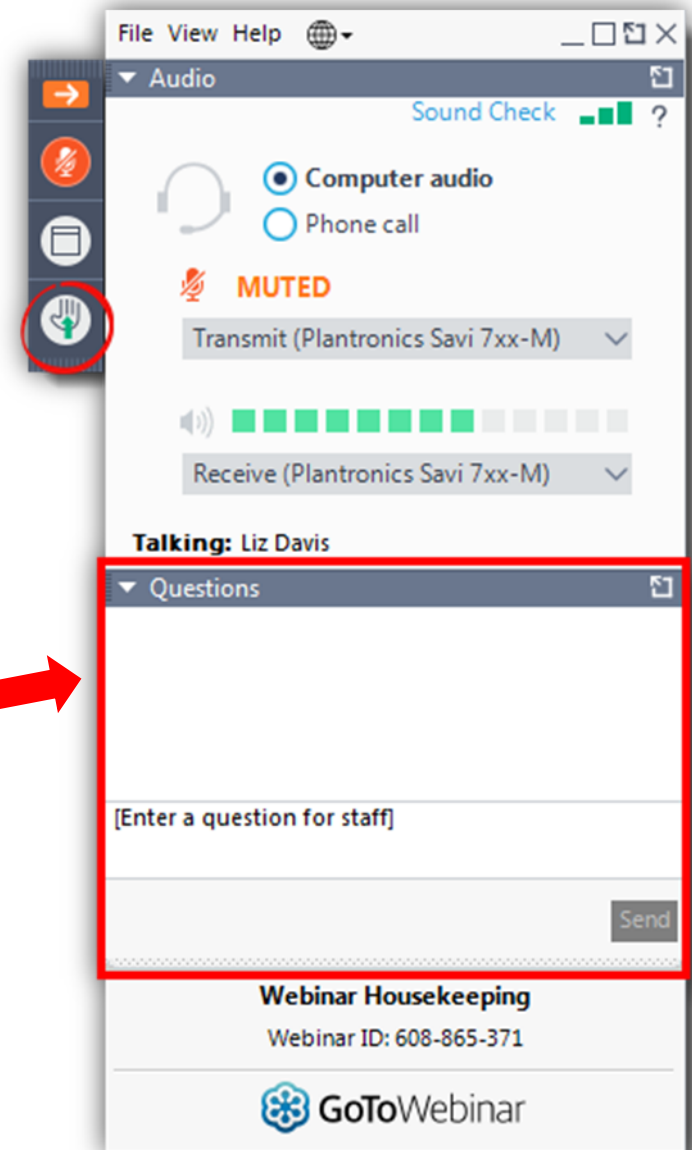 File View Help
Audio
Sound Check ?
Computer audio
Phone call
MUTED
Transmit (Plantronics Savi 7xx-M)
Receive (Plantronics Savi 7xx-M)
Talking: Liz Davis
Questions
[Enter a question for staff]
Send
Webinar Housekeeping
Webinar ID: 608-865-371
GoToWebinar